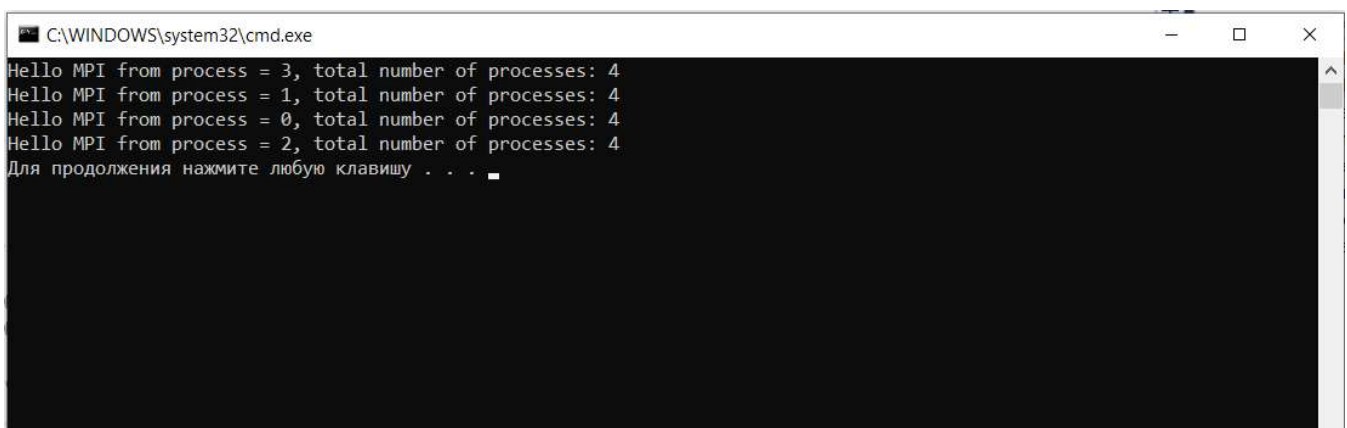 C:\WINDOWS\system32\cmd.exe
Hello MPI from process = 3, total number of processes: 4
Hello MPI from process = 1, total number of processes: 4
Hello MPI from process = 0, total number of processes: 4
Hello MPI from process = 2, total number of processes: 4
Для продолжения нажмите любую клавишу . . .